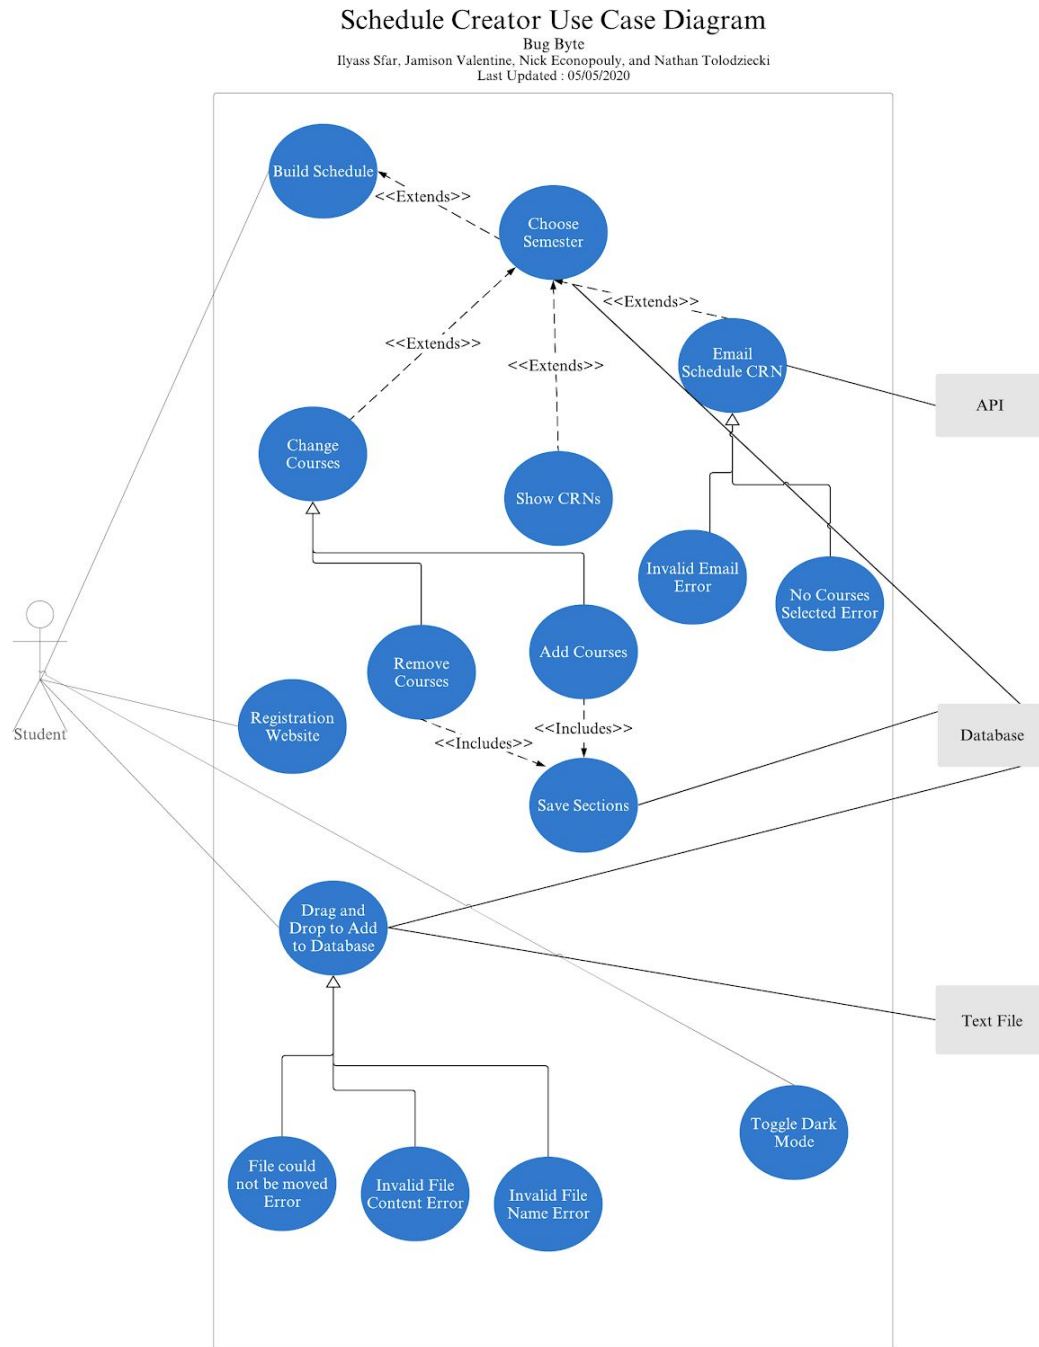 Schedule Creator Use Case Diagram
Bug Byte
Ilyass Sfar, Jamison Valentine, Nick Econopouly, and Nathan Tolodziecki
Last Updated : 05/05/2020
Build Schedule
<<Extends>>
Choose
Semester
<<Extends>>
<<Extends>>
<<Extends>>
Email
Schedule CRN
API
Change
Courses
Show CRNs
Invalid Email
Error
No Courses
Selected Error
Remove
Courses
Add Courses
Registration
Website
Student
<<Includes>>
<<Includes>>
Database
Save Sections
Drag and
Drop to Add
to Database
Text File
Toggle Dark
Mode
File could
not be moved
Error
Invalid File
Content Error
Invalid File
Name Error